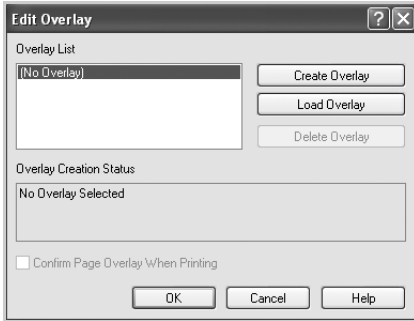 Edit Overlay
Overlay List
(No Overlay)
Create Overlay
Load Overlay
Delete Overlay
Overlay Creation Status
No Overlay Selected
Confirm Page Overlay When Printing
OK Cancel Help